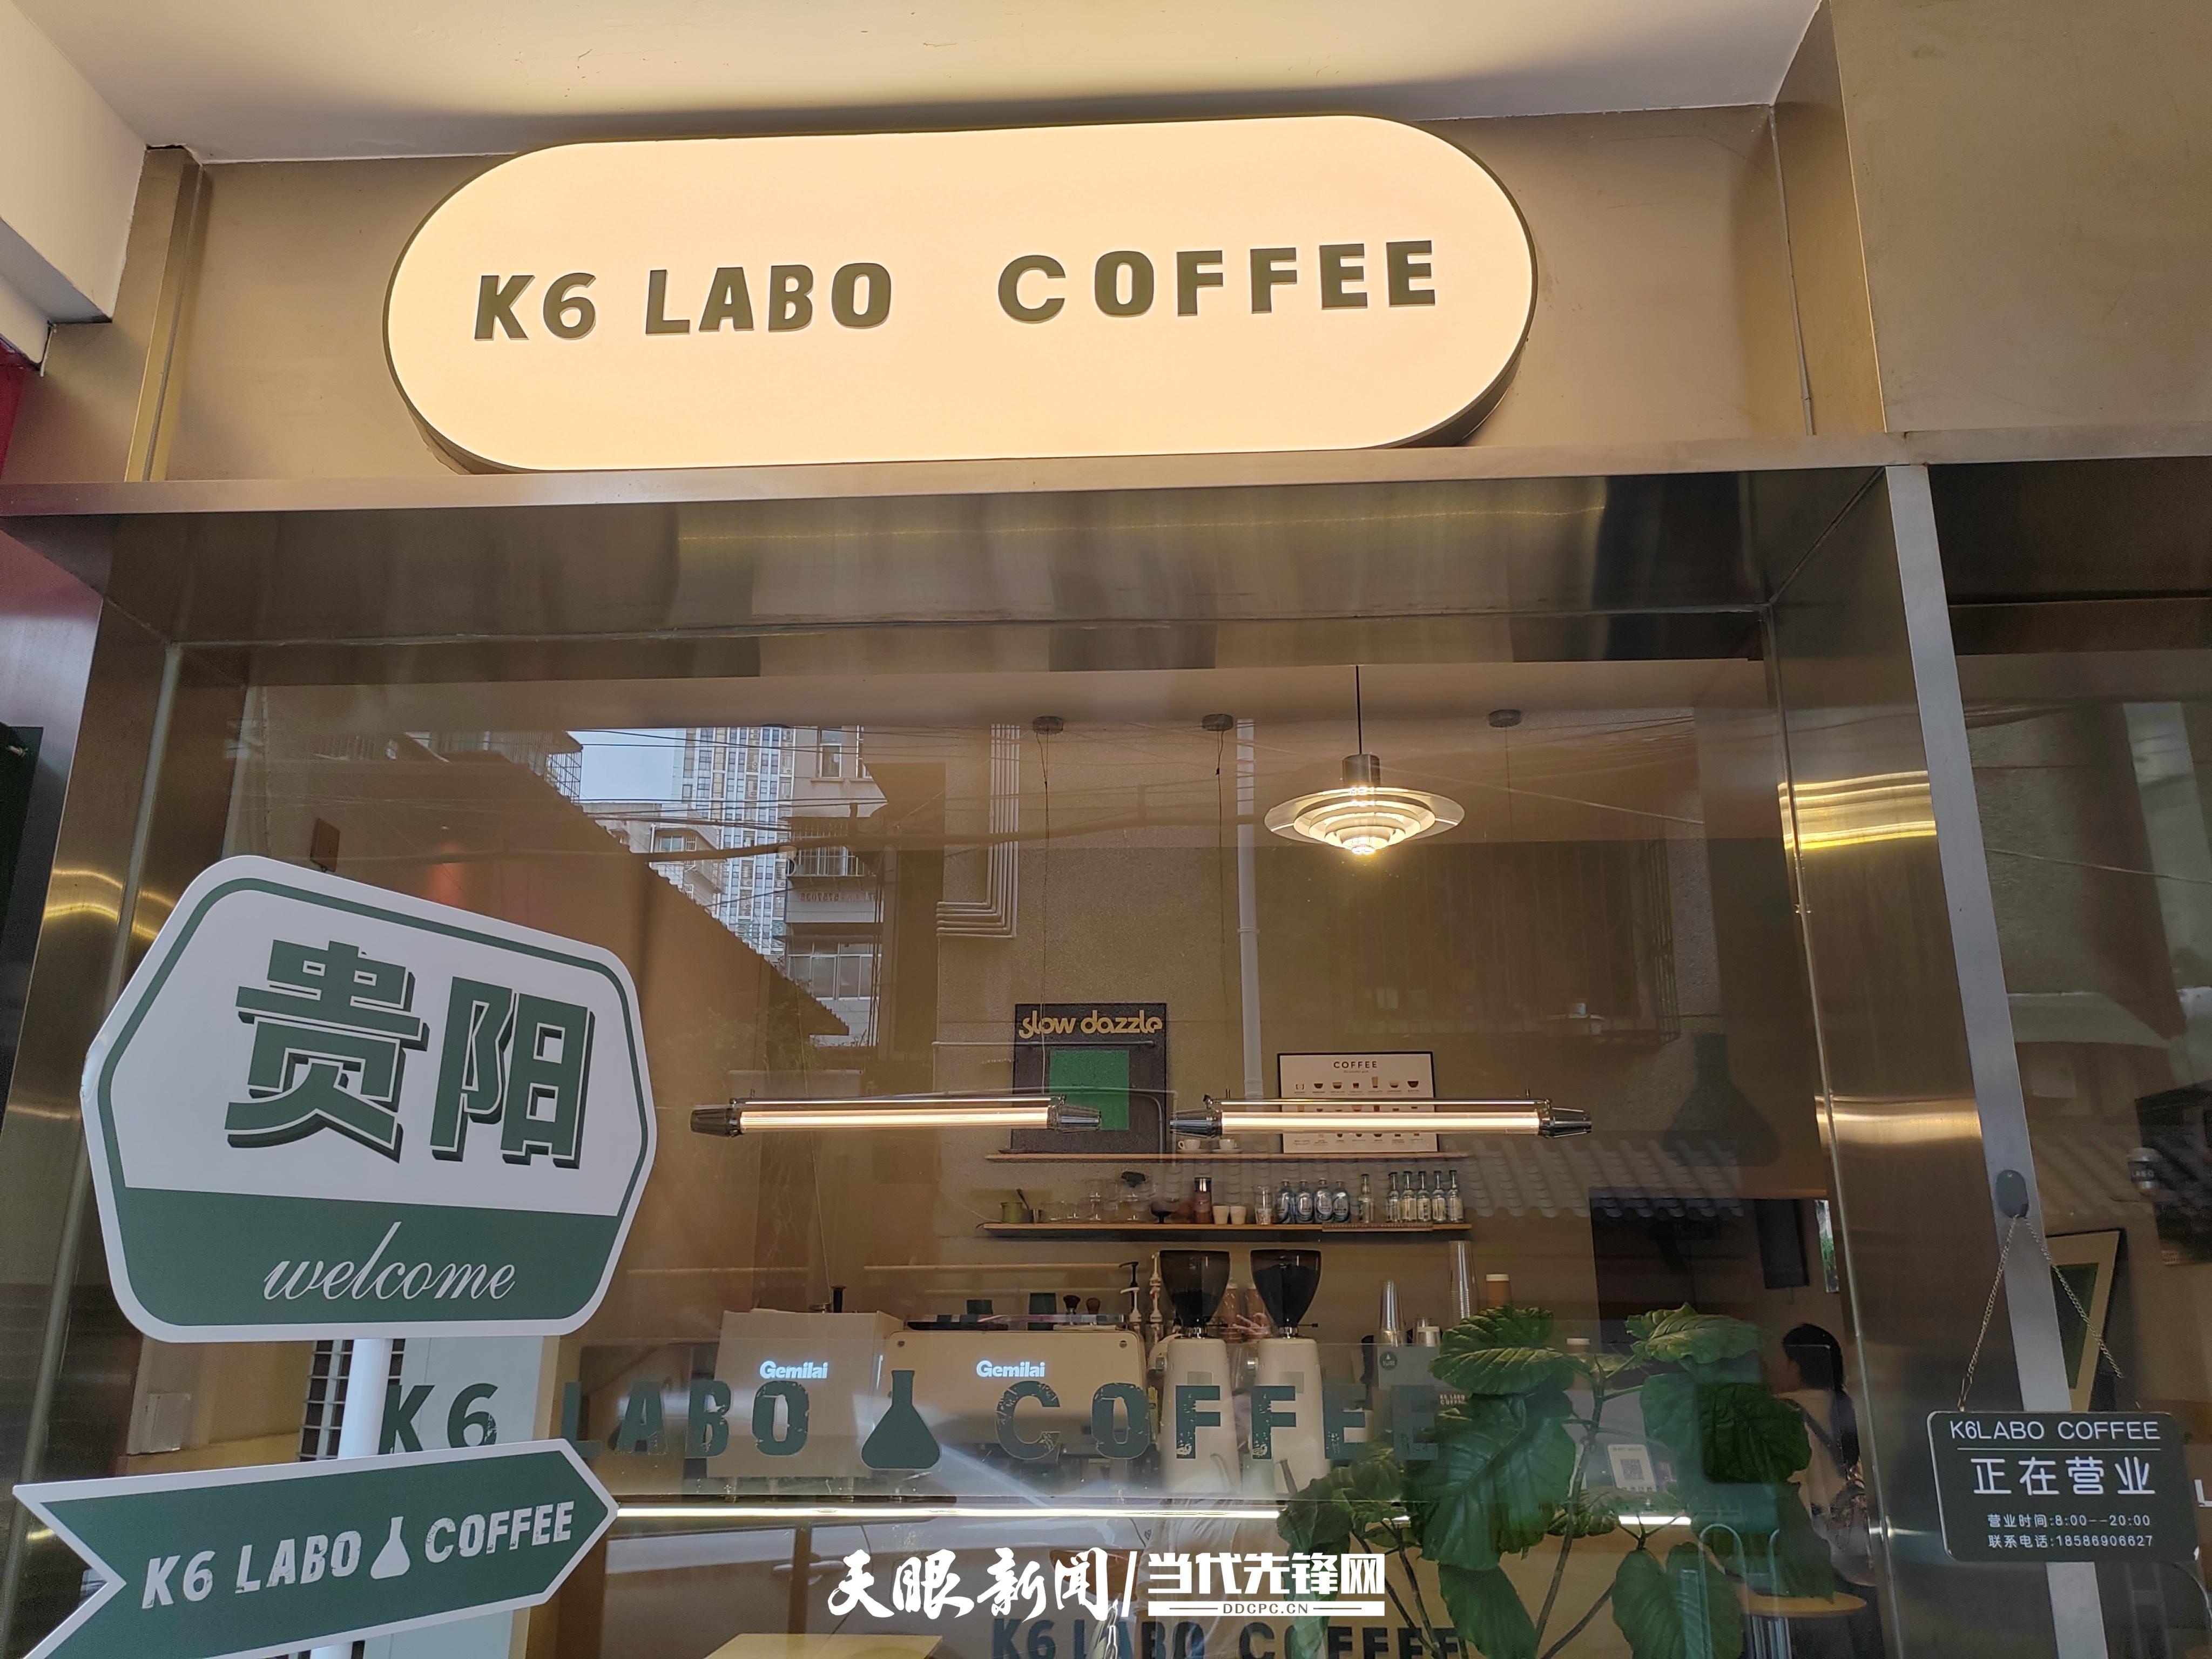 K6 LABO COFFEE
slow dazzle
COFFEE
贵阳
welcome
Gemilai
Gemilai
K6 LABO COFFEE
K6 LABO COFFEE
K6LABO COFFEE
正在营业
营业时间:8:00--20:00
联系电话:18586906627
天眼新闻/当代先锋网
DDCPC.CN
K6 LABO COFFEE